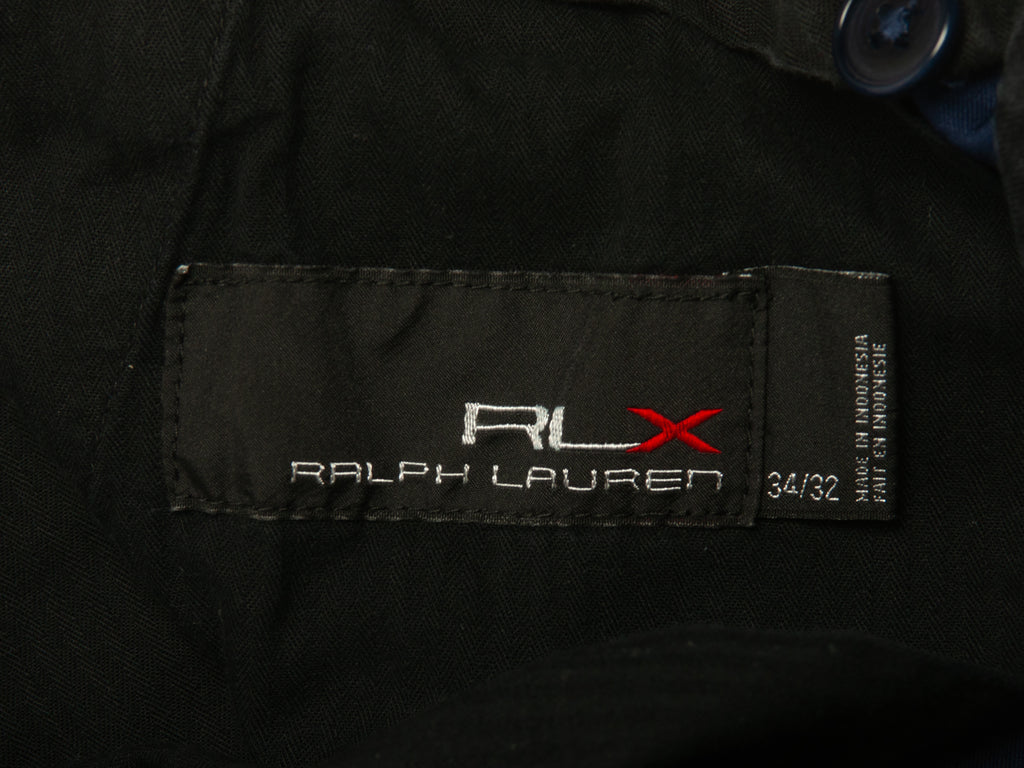 RLX
RALPH LAUREN
34/32
MADE IN INDONESIA
FAIT EN INDONESIE